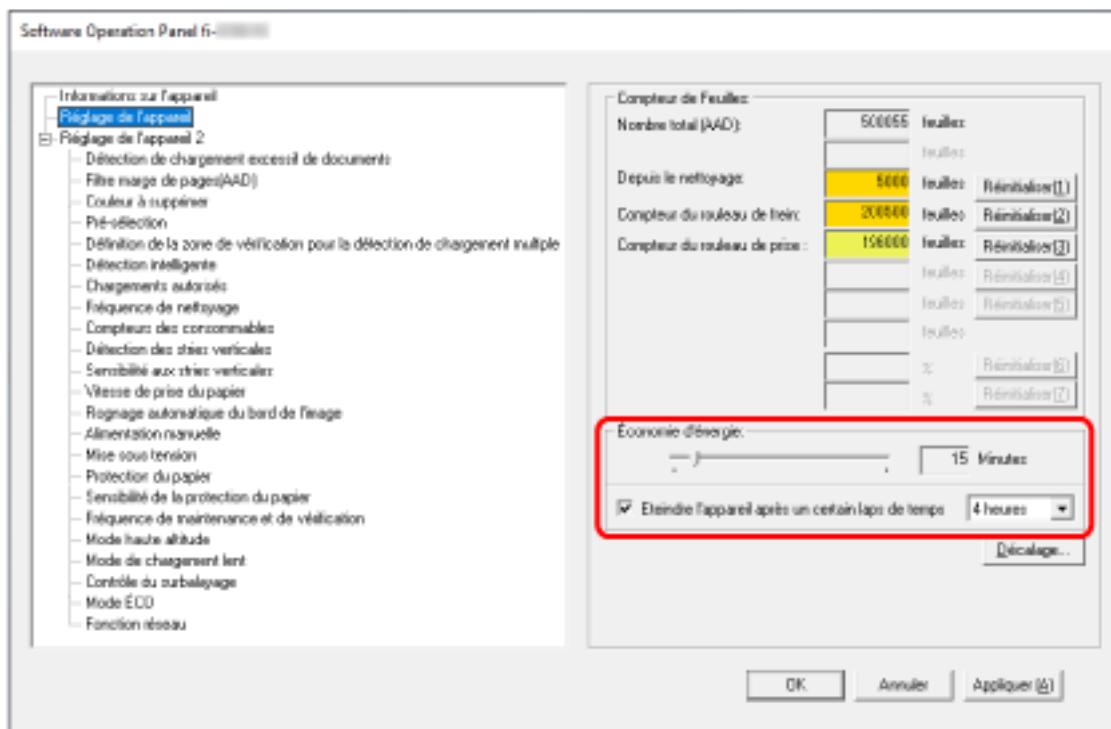 Software Operation Panel fi-
Informations sur l'appareil
Réglage de l'appareil
Réglage de l'appareil 2
Détection de chargement excessif de documents
Filtre marge de pages(AAD)
Couleur à supprimer
Pré-sélection
Définition de la zone de vérification pour la détection de chargement multiple
Détection intelligente
Chargements autorisés
Fréquence de nettoyage
Compteurs des consommables
Détection des stries verticales
Sensibilité aux stries verticales
Vitesse de prise du papier
Rognage automatique du bord de l'image
Alimentation manuelle
Mise sous tension
Protection du papier
Sensibilité de la protection du papier
Fréquence de maintenance et de vérification
Mode haute altitude
Mode de chargement lent
Contrôle du surbalayage
Mode ÉCO
Fonction réseau
Compteur de Feuilles:
Nombre total (AAD): 500055 feuilles
feuilles
Depuis le nettoyage: 5000 feuilles Réinitialiser(1)
Compteur du rouleau de frein: 200500 feuilles Réinitialiser(2)
Compteur du rouleau de prise : 196000 feuilles Réinitialiser(3)
feuilles Réinitialiser(4)
feuilles Réinitialiser(5)
feuilles
% Réinitialiser(6)
% Réinitialiser(7)
Économie d'énergie:
15 Minutes
Eteindre l'appareil après un certain laps de temps 4 heures
Décalage...
OK Annuler Appliquer (A)